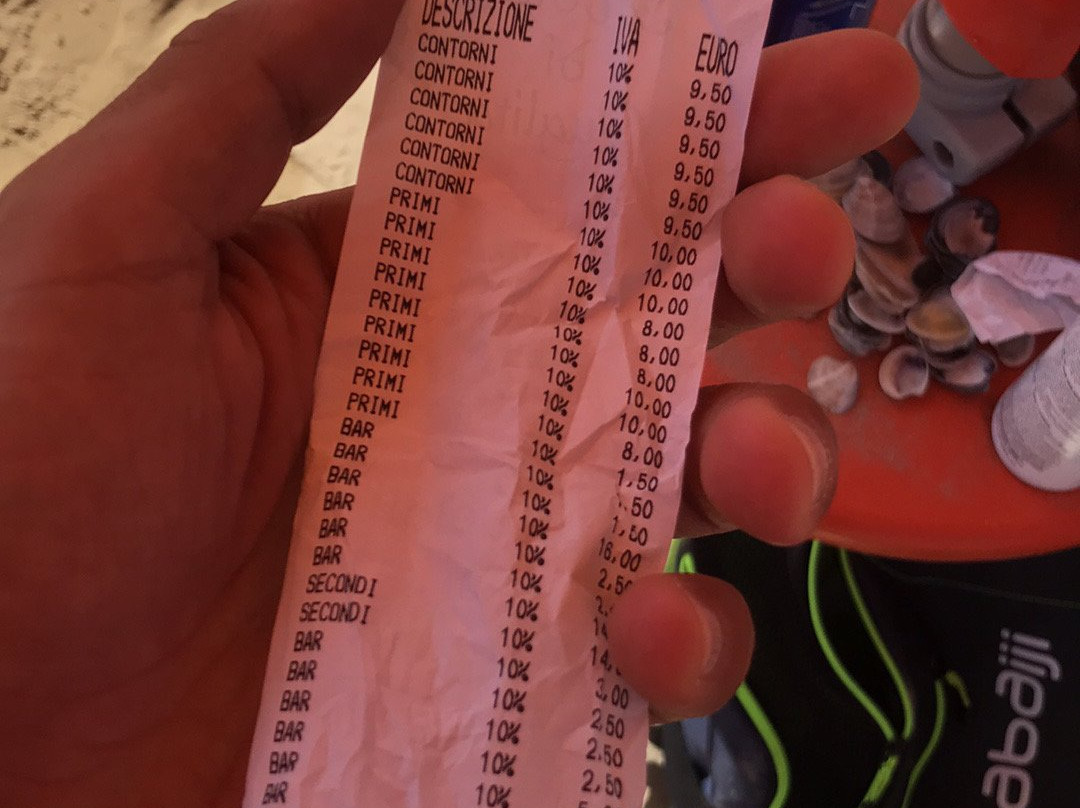 DESCRIZIONE IVA EURO
CONTORNI 10% 9,50
CONTORNI 10% 9,50
CONTORNI 10% 9,50
CONTORNI 10% 9,50
CONTORNI 10% 9,50
CONTORNI 10% 9,50
PRIMI 10% 10,00
PRIMI 10% 10,00
PRIMI 10% 10,00
PRIMI 10% 8,00
PRIMI 10% 8,00
PRIMI 10% 8,00
PRIMI 10% 10,00
PRIMI 10% 10,00
PRIMI 10% 8,00
BAR 10% 1,50
BAR 10%
BAR 10% 1,50
BAR 10% 16,00
BAR 10% 2,50
BAR 10%
SECONDI 10%
SECONDI 10%
BAR 10% 3,00
BAR 10% 2,50
BAR 10% 2,50
BAR 10% 2,50
BAR 10%
BAR
abaiji